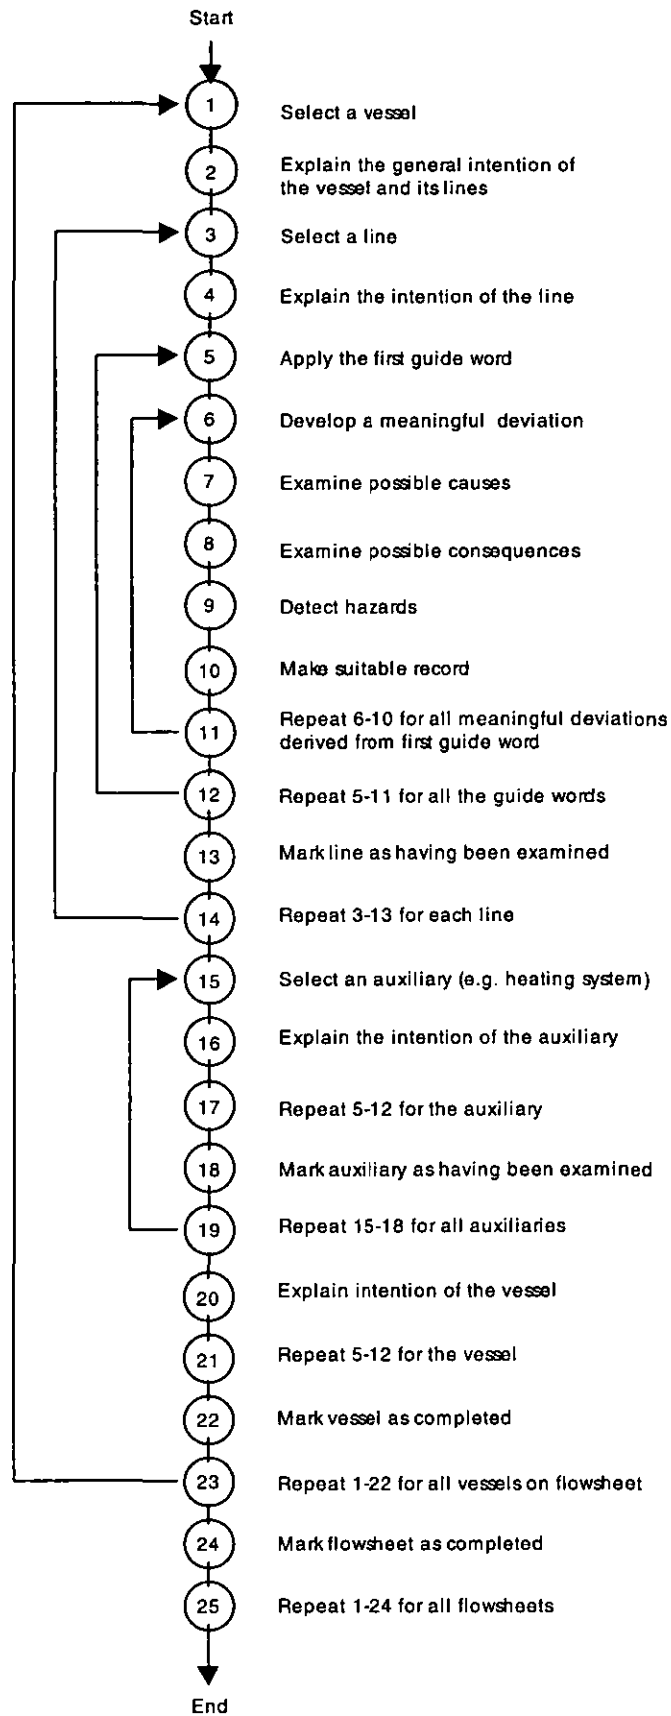 Start
1 Select a vessel
2 Explain the general intention of
the vessel and its lines
3 Select a line
4 Explain the intention of the line
5 Apply the first guide word
6 Develop a meaningful deviation
7 Examine possible causes
8 Examine possible consequences
9 Detect hazards
10 Make suitable record
11 Repeat 6-10 for all meaningful deviations
derived from first guide word
12 Repeat 5-11 for all the guide words
13 Mark line as having been examined
14 Repeat 3-13 for each line
15 Select an auxiliary (e.g. heating system)
16 Explain the intention of the auxiliary
17 Repeat 5-12 for the auxiliary
18 Mark auxiliary as having been examined
19 Repeat 15-18 for all auxiliaries
20 Explain intention of the vessel
21 Repeat 5-12 for the vessel
22 Mark vessel as completed
23 Repeat 1-22 for all vessels on flowsheet
24 Mark flowsheet as completed
25 Repeat 1-24 for all flowsheets
End